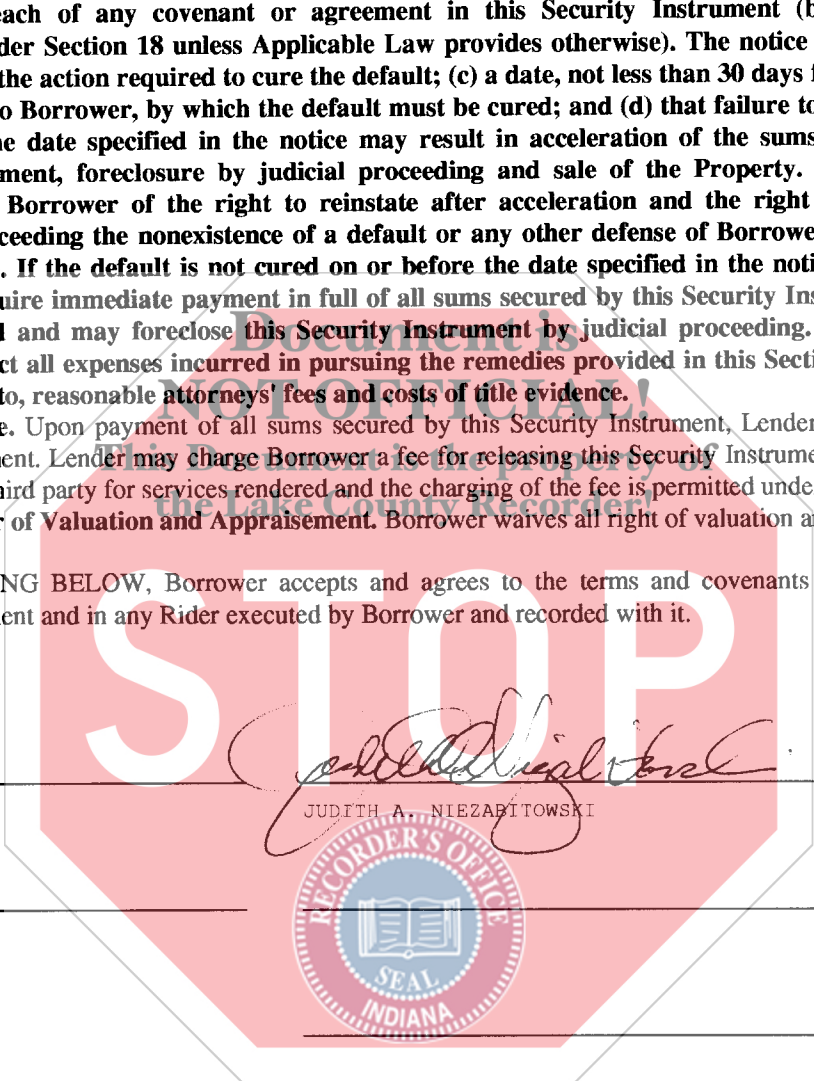 each of any covenant or agreement in this Security Instrument (b
der Section 18 unless Applicable Law provides otherwise). The notice
the action required to cure the default; (c) a date, not less than 30 days f
o Borrower, by which the default must be cured; and (d) that failure to
e date specified in the notice may result in acceleration of the sums
ment, foreclosure by judicial proceeding and sale of the Property.
Borrower of the right to reinstate after acceleration and the right
ceeding the nonexistence of a default or any other defense of Borrowe
. If the default is not cured on or before the date specified in the noti
uire immediate payment in full of all sums secured by this Security Ins
l and may foreclose this Security Instrument by judicial proceeding.
Document is
ct all expenses incurred in pursuing the remedies provided in this Secti
to, reasonable attorneys' fees and costs of title evidence.
NOT OFFICIAL!
e. Upon payment of all sums secured by this Security Instrument, Lender
ent. Lender may charge Borrower a fee for releasing this Security Instrume
This Document is the property of
ird party for services rendered and the charging of the fee is permitted unde
the Lake County Recorder!
r of Valuation and Appraisement. Borrower waives all right of valuation a
NG BELOW, Borrower accepts and agrees to the terms and covenants
ent and in any Rider executed by Borrower and recorded with it.
STOP
JUDITH A. NIEZABITOWSKI
RECORDER'S OFFICE
SEAL
INDIANA